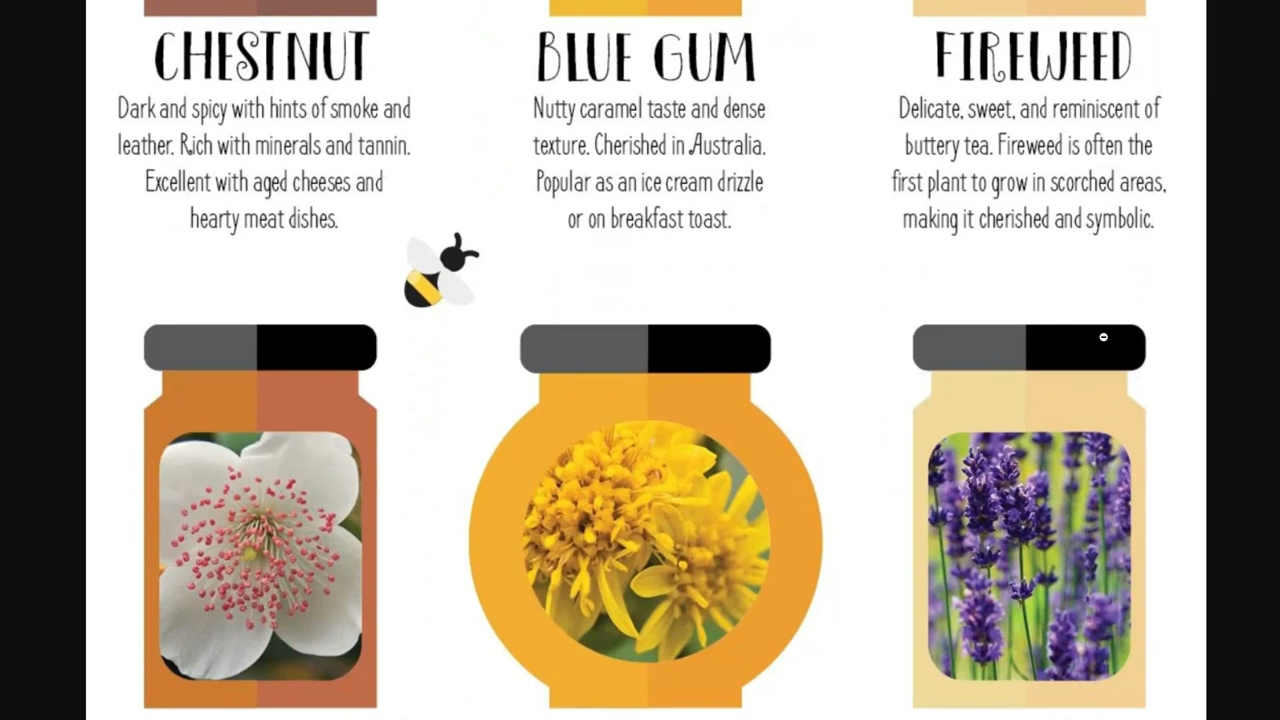 CHESTNUT
Dark and spicy with hints of smoke and
leather. Rich with minerals and tannin.
Excellent with aged cheeses and
hearty meat dishes.
BLUE GUM
Nutty caramel taste and dense
texture. Cherished in Australia.
Popular as an ice cream drizzle
or on breakfast toast.
FIREWEED
Delicate, sweet, and reminiscent of
buttery tea. Fireweed is often the
first plant to grow in scorched areas,
making it cherished and symbolic.